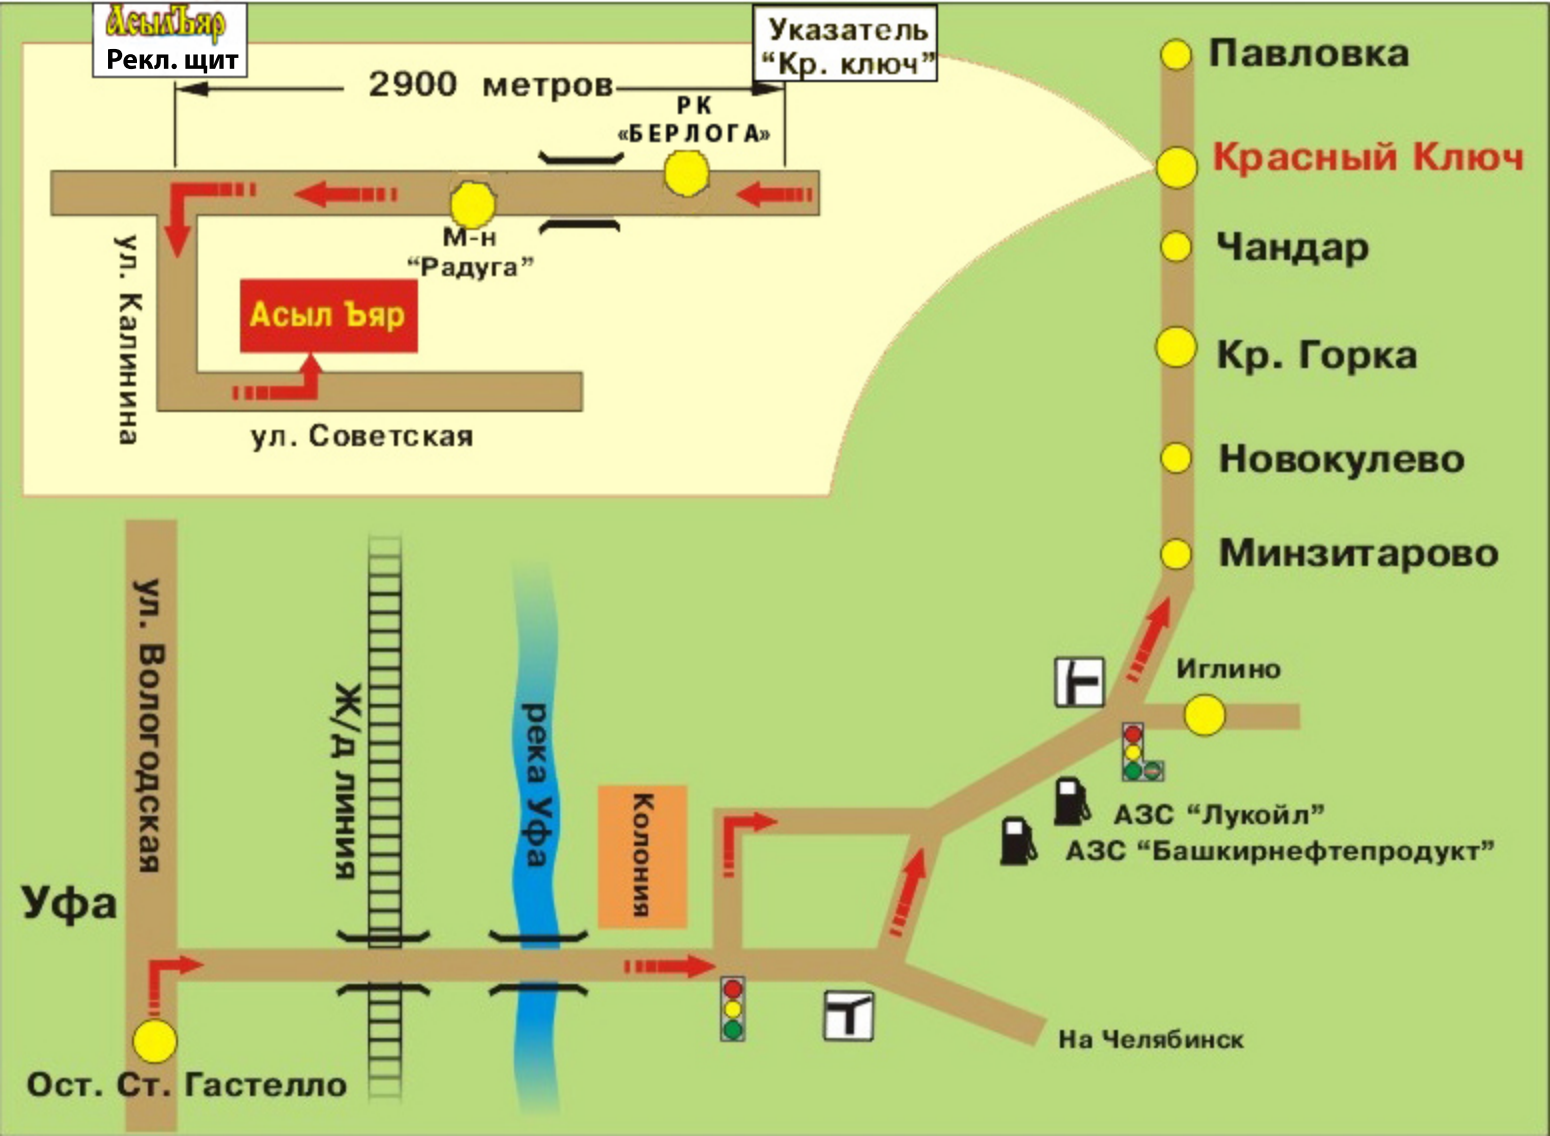 АсылЪяр
Рекл. щит
Указатель
“Кр. ключ”
2900 метров
РК
«БЕРЛОГА»
М-н
“Радуга”
ул. Калинина
Асыл Ъяр
ул. Советская
Павловка
Красный Ключ
Чандар
Кр. Горка
Новокулево
Минзитарово
Иглино
ул. Вологодская
Ж/д линия
река Уфа
Колония
АЗС “Лукойл”
АЗС “Башкирнефтепродукт”
Уфа
На Челябинск
Ост. Ст. Гастелло